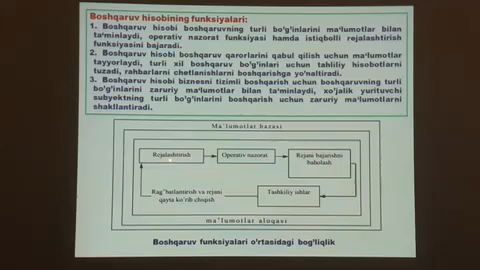 Boshqaruv hisobining funksiyalari:
1. Boshqaruv hisobi boshqaruvning turli bo'g'inlarini ma'lumotlar bilan
ta'minlaydi, operativ nazorat funksiyasi hamda istiqbolli rejalashtirish
funksiyasini bajaradi.
2. Boshqaruv hisobi boshqaruv qarorlarini qabul qilish uchun ma'lumotlar
tayyorlaydi, turli xil boshqaruv bo'g'inlari uchun tahliliy hisobotlarni
tuzadi, rahbarlarni chetlanishlarni boshqarishga yo'naltiradi.
3. Boshqaruv hisobi biznesni tizimli boshqarish uchun boshqaruvning turli
bo'g'inlarini zaruriy ma'lumotlar bilan ta'minlaydi, xo'jalik yurituvchi
subyektning turli bo'g'inlarini boshqarish uchun zaruriy ma'lumotlarni
shakllantiradi.
Ma'lumotlar bazasi
Rejalashtirish
Operativ nazorat
Rejani bajarishni
baholash
Rag'batlantirosh va rejani
qayta ko'rib chiqish
Tashkiliy ishlar
ma'lumotlar aloqasi
Boshqaruv funksiyalari o'rtasidagi bog'liqlik